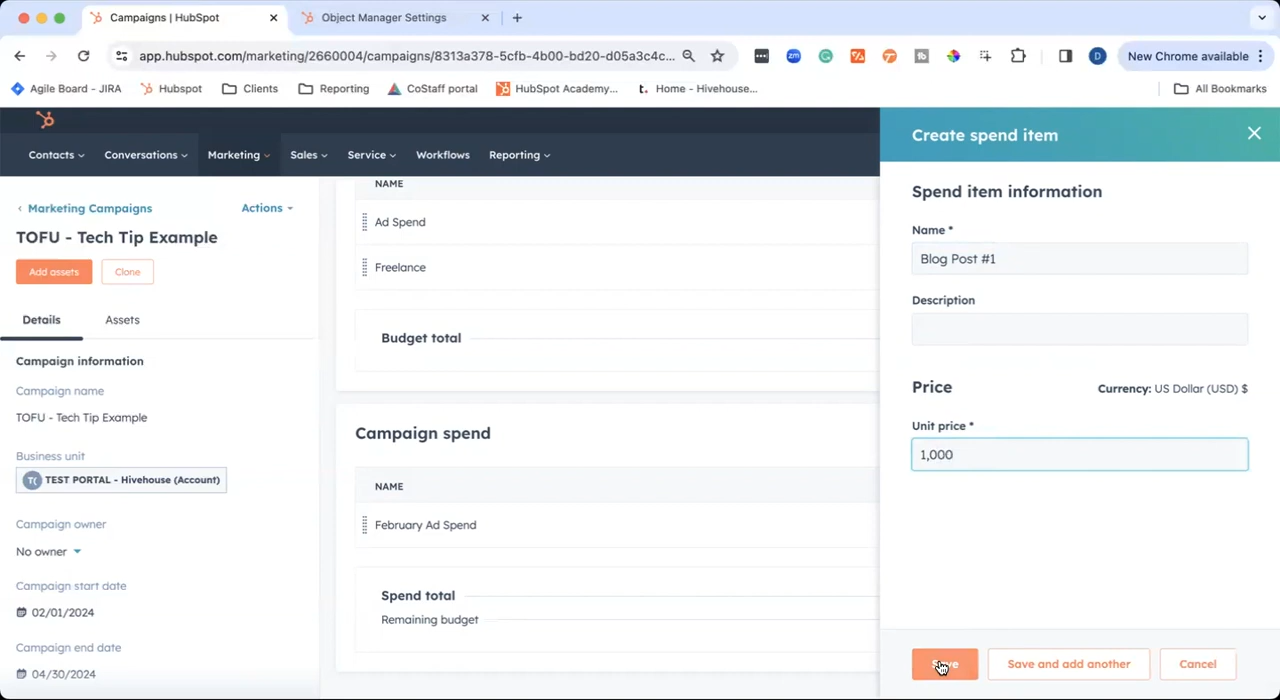 Campaigns | HubSpot
Object Manager Settings
app.hubspot.com/marketing/2660004/campaigns/8313a378-5cfb-4b00-bd20-d05a3c4c...
New Chrome available
Agile Board - JIRA
Hubspot
Clients
Reporting
CoStaff portal
HubSpot Academy...
Home - Hivehouse...
All Bookmarks
Contacts
Conversations
Marketing
Sales
Service
Workflows
Reporting
Marketing Campaigns
Actions
TOFU - Tech Tip Example
Add assets
Clone
Details
Assets
Campaign information
Campaign name
TOFU - Tech Tip Example
Business unit
T( TEST PORTAL - Hivehouse (Account)
Campaign owner
No owner
Campaign start date
02/01/2024
Campaign end date
04/30/2024
NAME
Ad Spend
Freelance
Budget total
Campaign spend
NAME
February Ad Spend
Spend total
Remaining budget
Create spend item
Spend item information
Name *
Blog Post #1
Description
Price
Currency: US Dollar (USD) $
Unit price *
1,000
Save and add another
Cancel